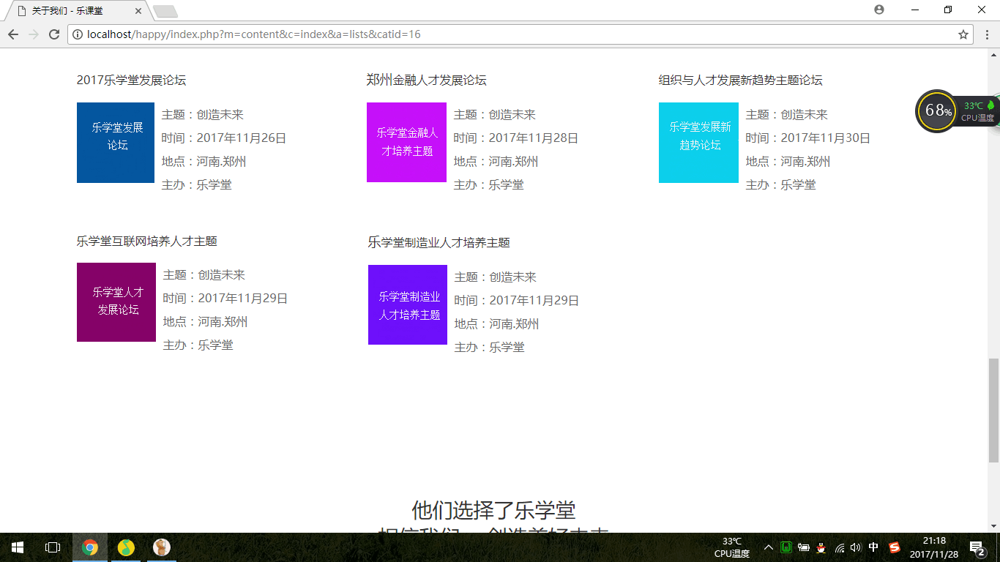 关于我们 - 乐课堂
localhost/happy/index.php?m=content&c=index&a=lists&catid=16
2017乐学堂发展论坛
乐学堂发展
论坛
主题：创造未来
时间：2017年11月26日
地点：河南.郑州
主办：乐学堂
郑州金融人才发展论坛
乐学堂金融人
才培养主题
主题：创造未来
时间：2017年11月28日
地点：河南.郑州
主办：乐学堂
组织与人才发展新趋势主题论坛
乐学堂发展新
趋势论坛
主题：创造未来
时间：2017年11月30日
地点：河南.郑州
主办：乐学堂
68%
33℃
CPU温度
乐学堂互联网培养人才主题
乐学堂人才
发展论坛
主题：创造未来
时间：2017年11月29日
地点：河南.郑州
主办：乐学堂
乐学堂制造业人才培养主题
乐学堂制造业
人才培养主题
主题：创造未来
时间：2017年11月29日
地点：河南.郑州
主办：乐学堂
他们选择了乐学堂
33℃
CPU温度
中
21:18
2017/11/28
2